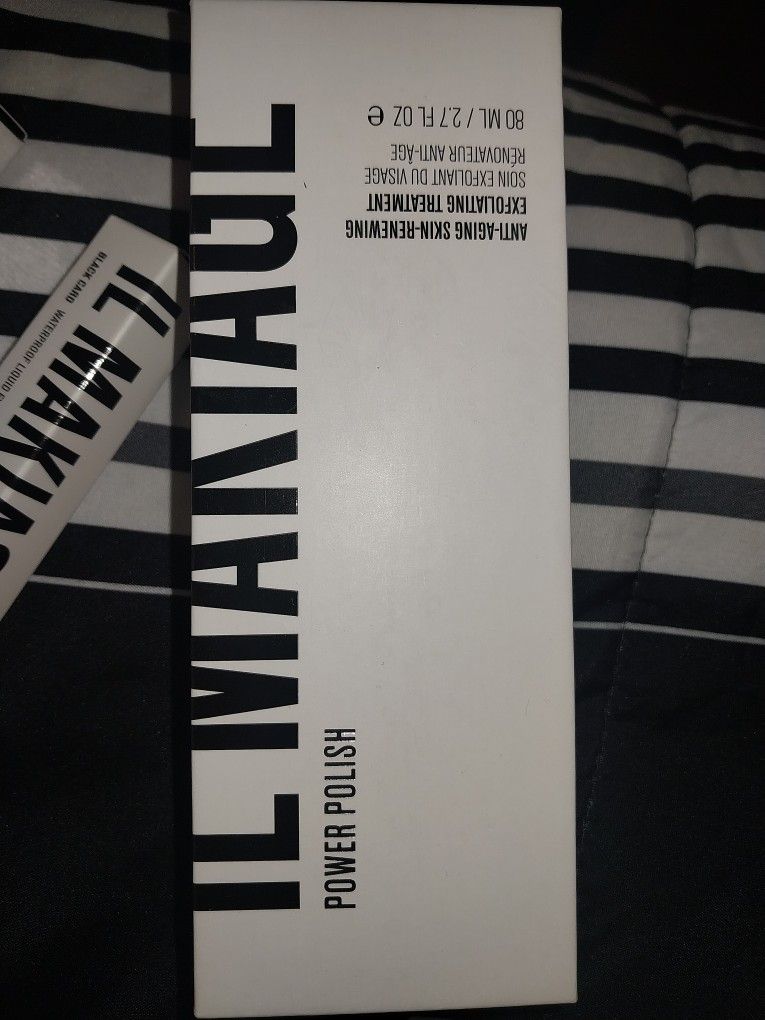 IL MAKIAGE
POWER POLISH
ANTI-AGING SKIN-RENEWING
EXFOLIATING TREATMENT
SOIN EXFOLIANT DU VISAGE
RÉNOVATEUR ANTI-ÂGE
80 ML / 2.7 FL OZ ℮
BLACK CARD WATERPROOF LIQUID
IL